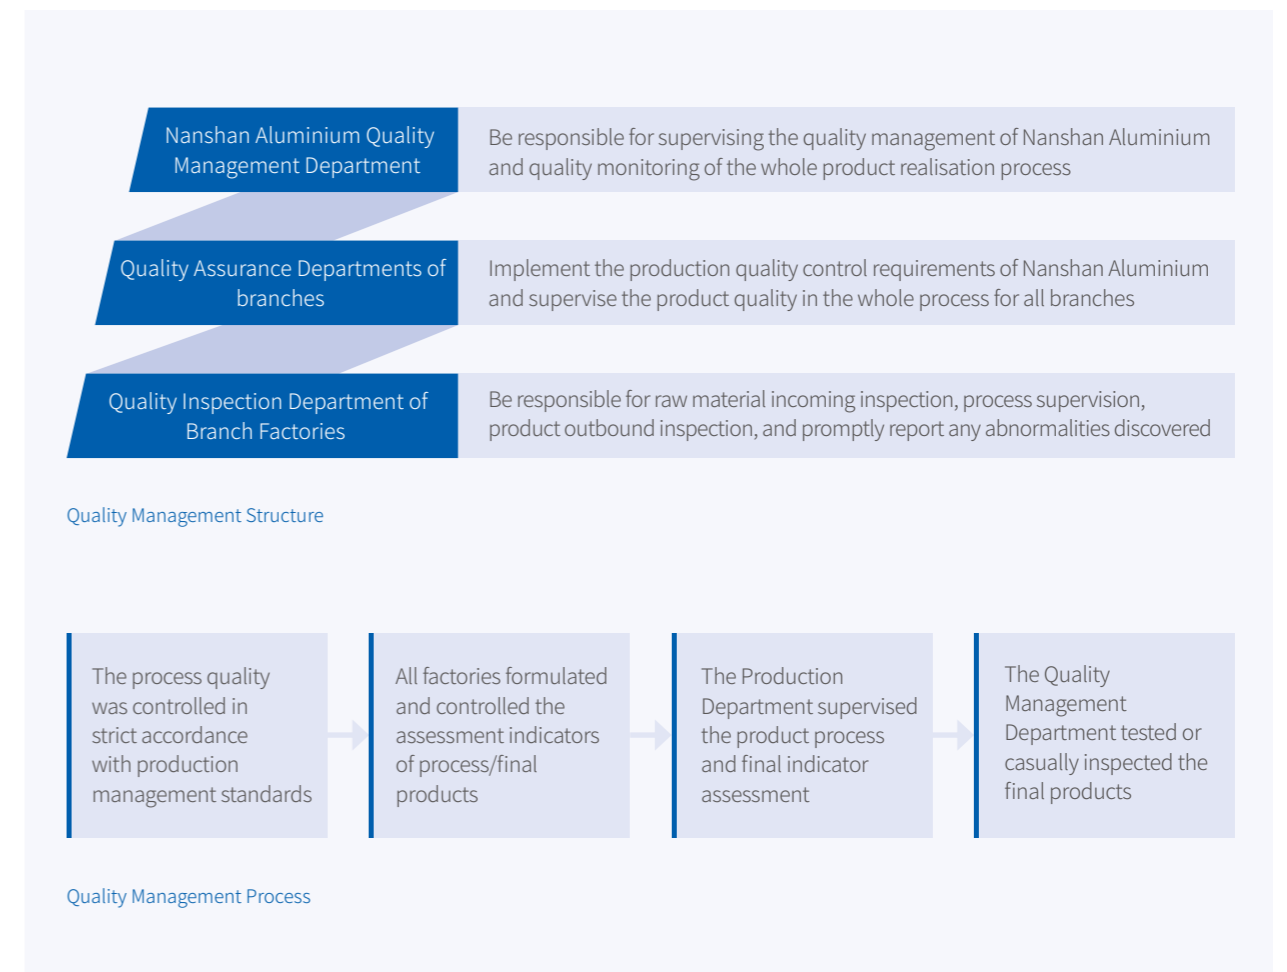 Nanshan Aluminium Quality
Management Department
Be responsible for supervising the quality management of Nanshan Aluminium
and quality monitoring of the whole product realisation process
Quality Assurance Departments of
branches
Implement the production quality control requirements of Nanshan Aluminium
and supervise the product quality in the whole process for all branches
Quality Inspection Department of
Branch Factories
Be responsible for raw material incoming inspection, process supervision,
product outbound inspection, and promptly report any abnormalities discovered
Quality Management Structure
The process quality
was controlled in
strict accordance
with production
management standards
All factories formulated
and controlled the
assessment indicators
of process/final
products
The Production
Department supervised
the product process
and final indicator
assessment
The Quality
Management
Department tested or
casually inspected the
final products
Quality Management Process